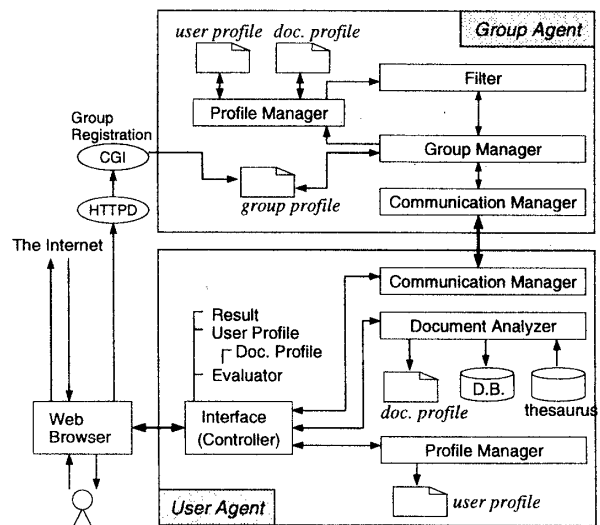 user profile
doc. profile
Group Agent
Filter
Profile Manager
Group
Registration
CGI
Group Manager
group profile
HTTPD
Communication Manager
The Internet
Communication Manager
Result
User Profile
Doc. Profile
Evaluator
Document Analyzer
doc. profile
D.B.
thesaurus
Web
Browser
Interface
(Controller)
Profile Manager
user profile
User Agent